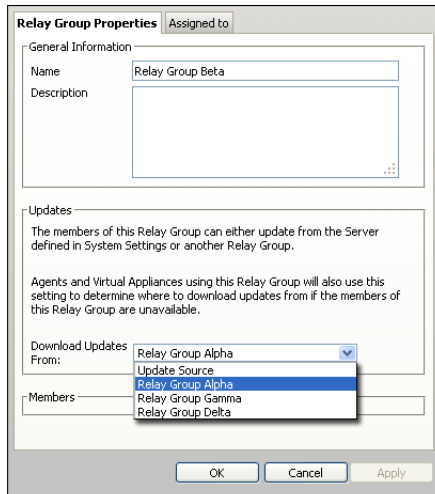 Relay Group Properties
Assigned to
General Information
Name
Relay Group Beta
Description
Updates
The members of this Relay Group can either update from the Server
defined in System Settings or another Relay Group.
Agents and Virtual Appliances using this Relay Group will also use this
setting to determine where to download updates from if the members of
this Relay Group are unavailable.
Download Updates
From:
Relay Group Alpha
Update Source
Relay Group Alpha
Relay Group Gamma
Relay Group Delta
Members
OK
Cancel
Apply